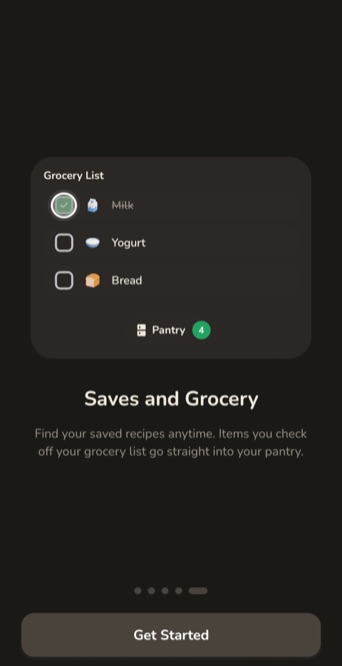 Grocery List
Milk
Yogurt
Bread
Pantry 4
Saves and Grocery
Find your saved recipes anytime. Items you check
off your grocery list go straight into your pantry.
Get Started